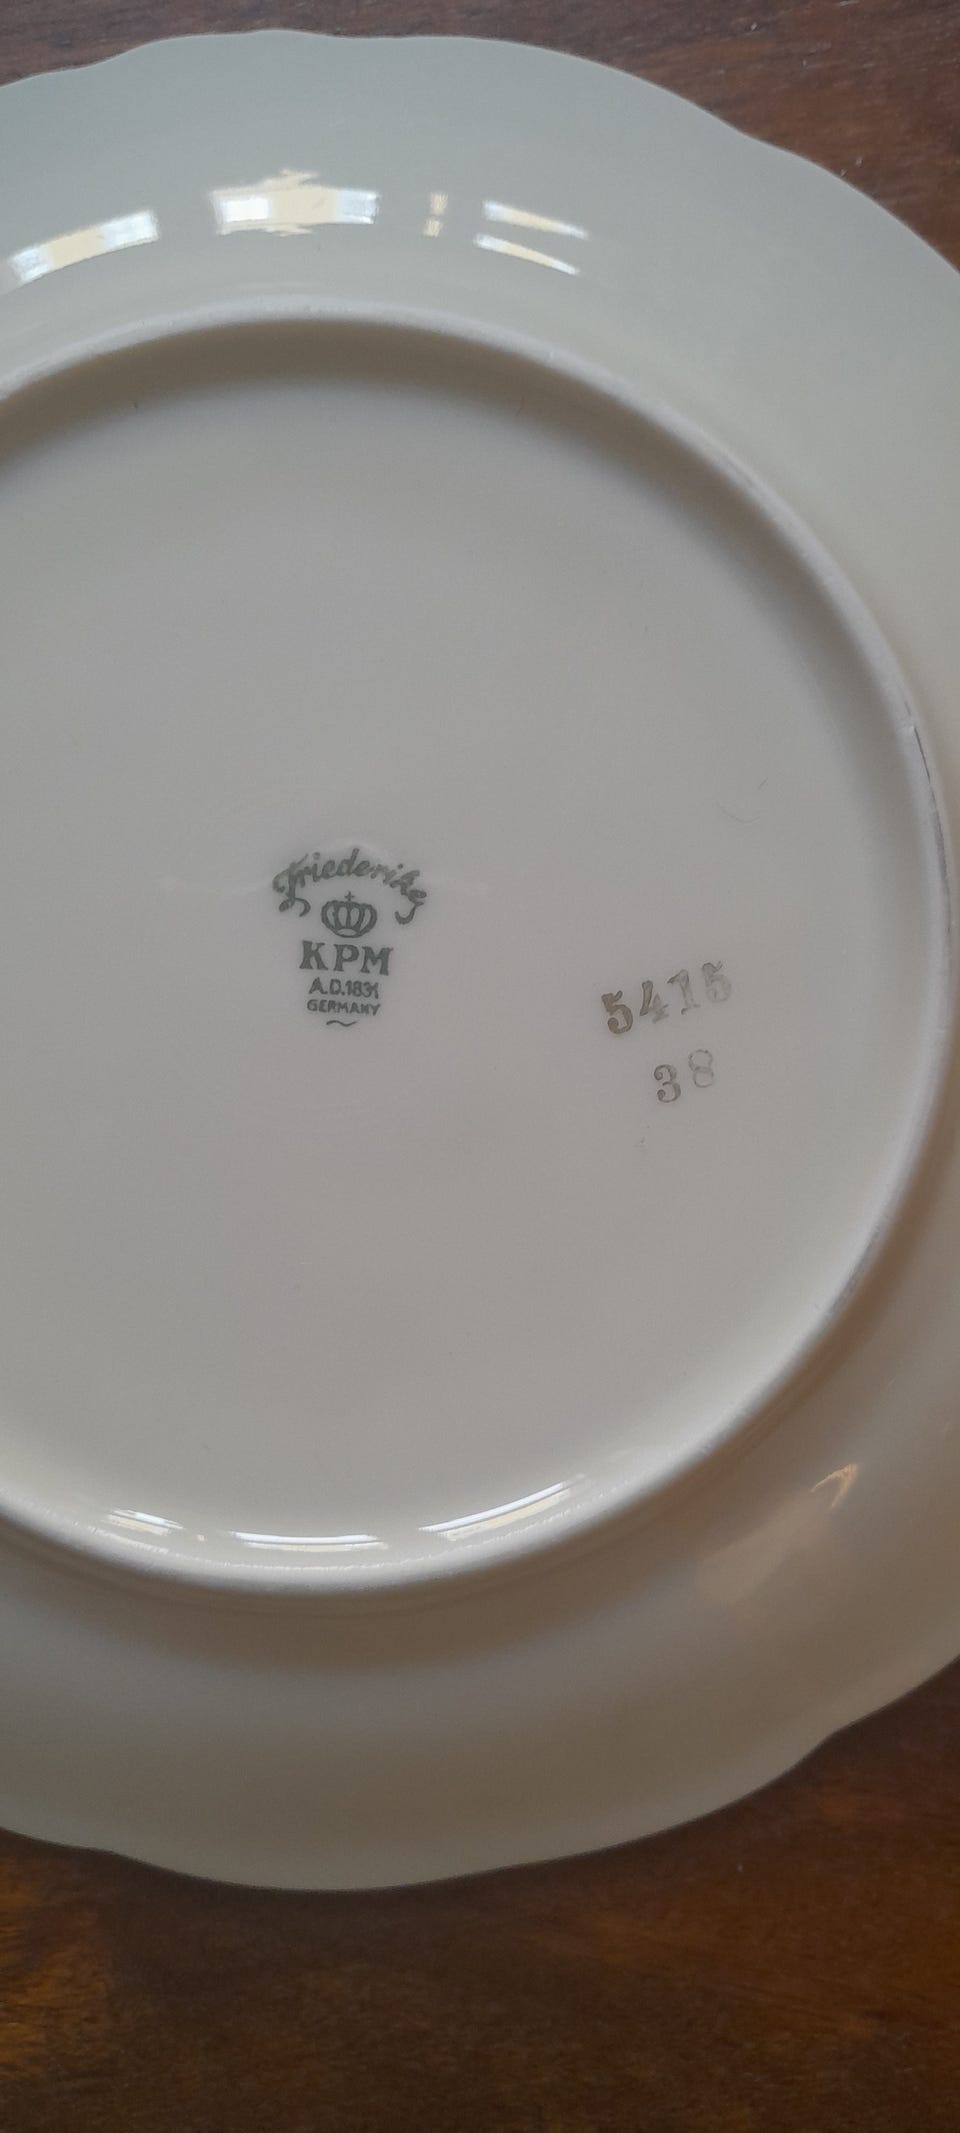 Friederike
KPM
A.D.1831
GERMANY
5415
38